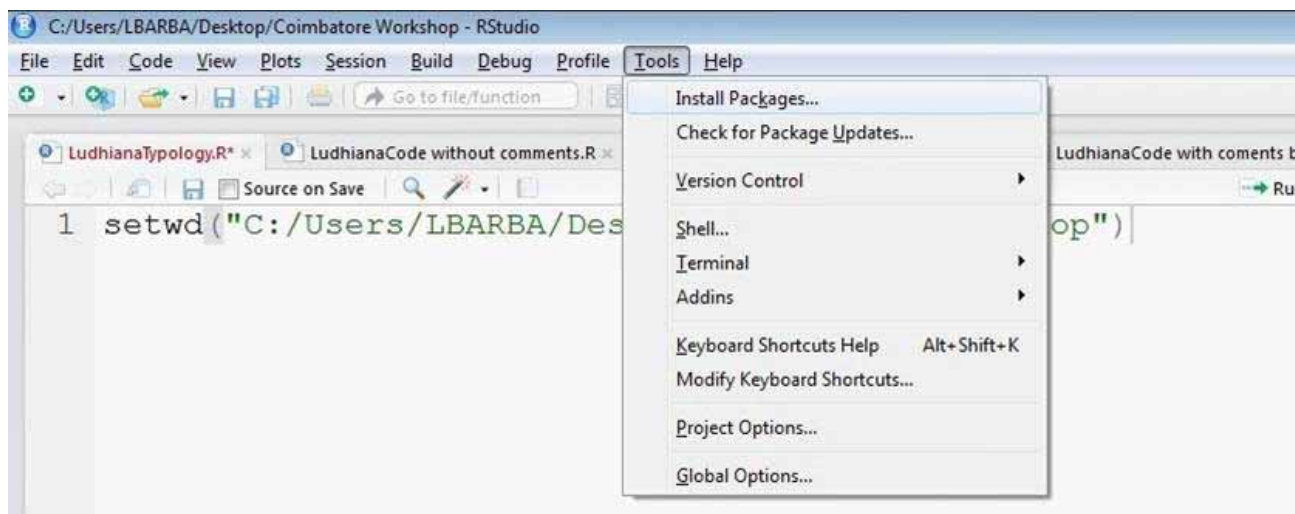 C:/Users/LBARBA/Desktop/Coimbatore Workshop - RStudio
File Edit Code View Plots Session Build Debug Profile Tools Help
Go to file/function
Install Packages...
Check for Package Updates...
Version Control
Shell...
Terminal
Addins
Keyboard Shortcuts Help Alt+Shift+K
Modify Keyboard Shortcuts...
Project Options...
Global Options...
LudhianaTypology.R* LudhianaCode without comments.R LudhianaCode with coments b
Source on Save Ru
1 setwd("C:/Users/LBARBA/Des op")